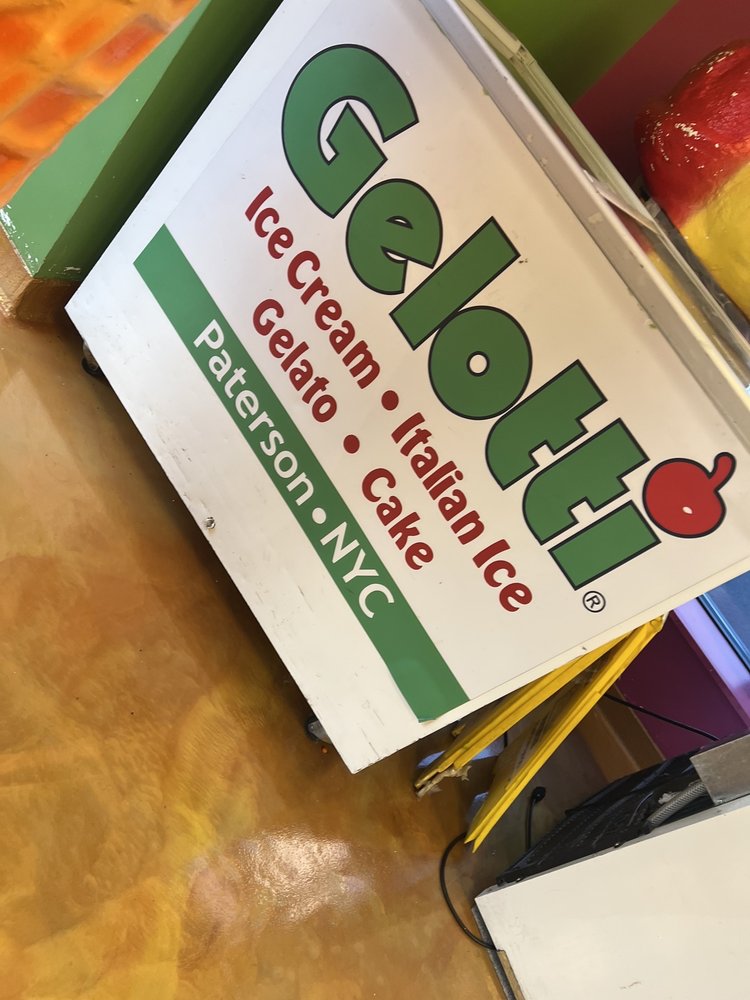 Gelotti®
Ice Cream • Italian Ice
Gelato • Cake
Paterson • NYC